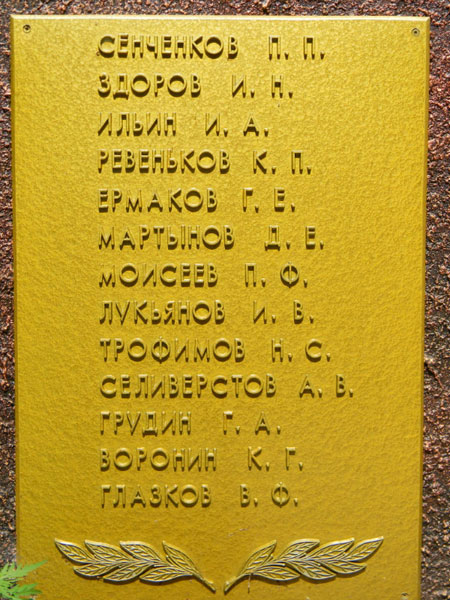 СЕНЧЕНКОВ П. П.
ЗДОРОВ И. Н.
ИЛЬИН И. А.
РЕВЕНЬКОВ К. П.
ЕРМАКОВ Г. Е.
МАРТЫНОВ Д. Е.
МОИСЕЕВ П. Ф.
ЛУКЬЯНОВ И. В.
ТРОФИМОВ Н. С.
СЕЛИВЕРСТОВ А. В.
ГРУДИН Г. А.
ВОРОНИН К. Г.
ГЛАЗКОВ В. Ф.